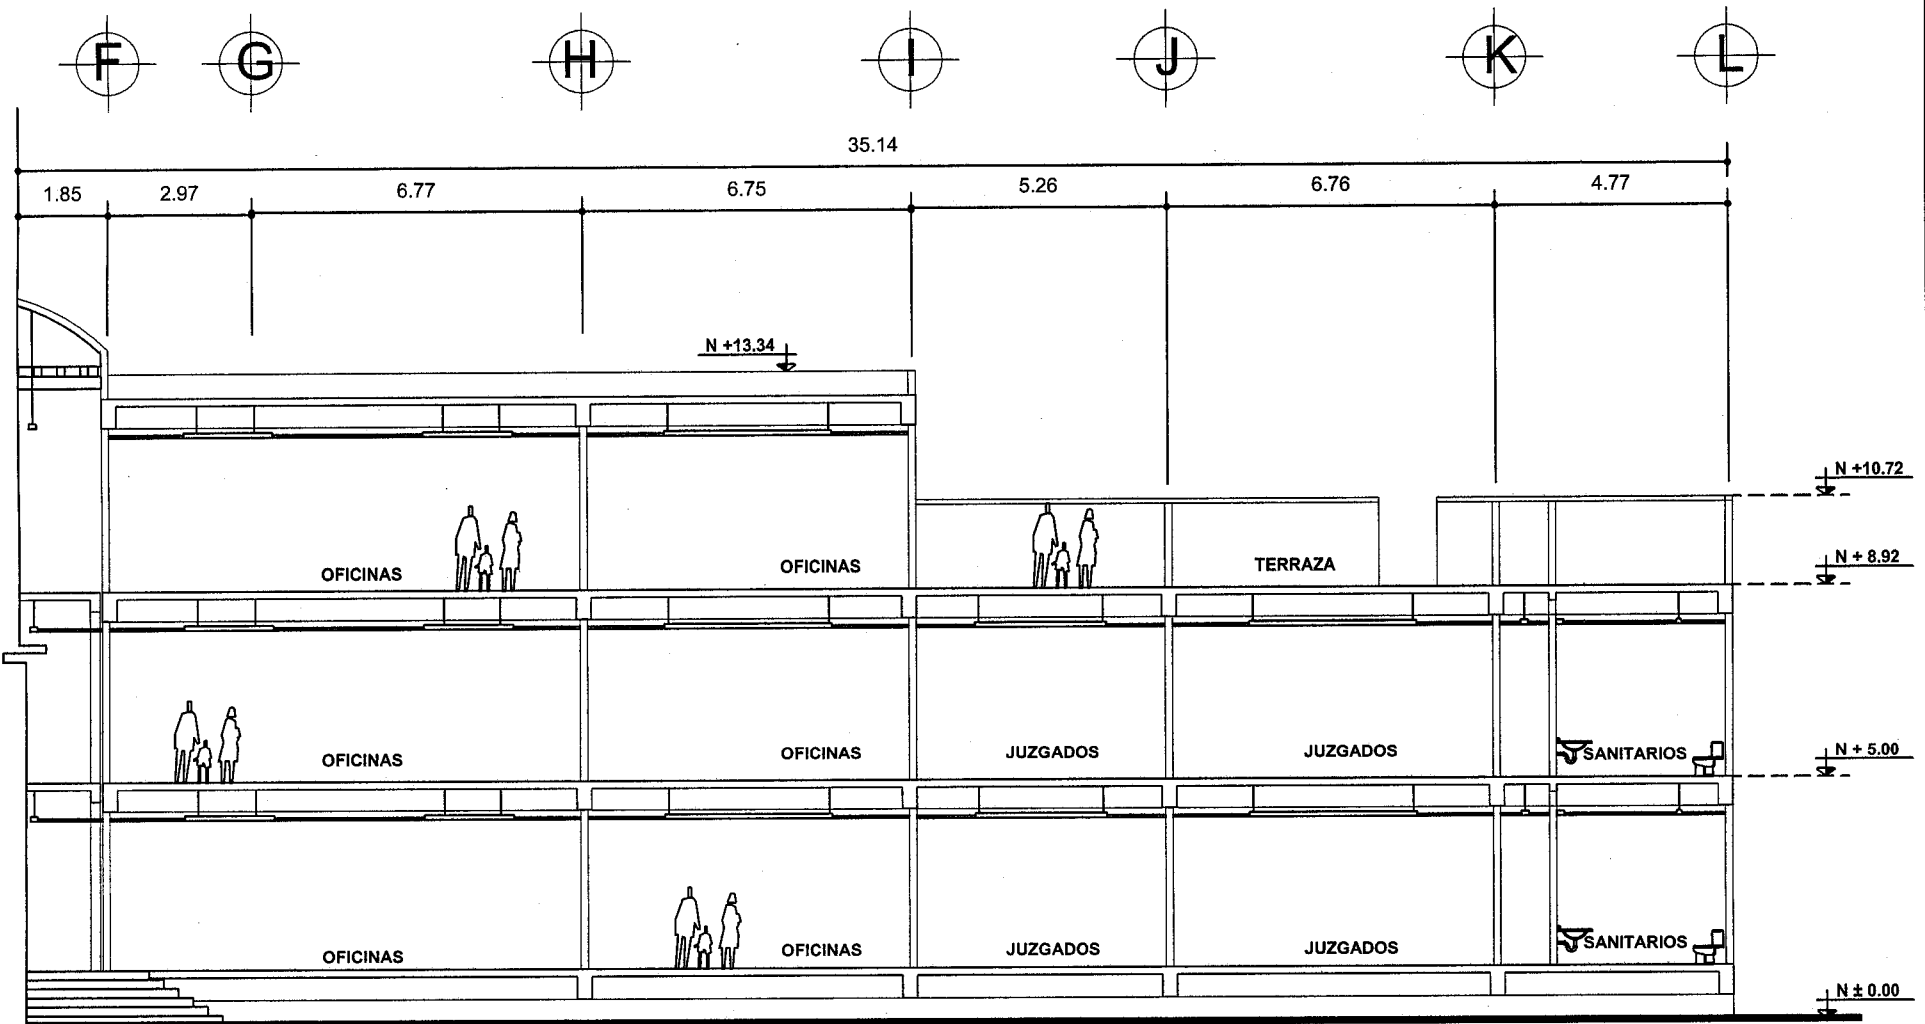 F G H I J K L
35.14
1.85 2.97 6.77 6.75 5.26 6.76 4.77
N +13.34
N +10.72
N + 8.92
OFICINAS OFICINAS TERRAZA
N + 5.00
OFICINAS OFICINAS JUZGADOS JUZGADOS SANITARIOS
OFICINAS OFICINAS JUZGADOS JUZGADOS SANITARIOS
N ± 0.00